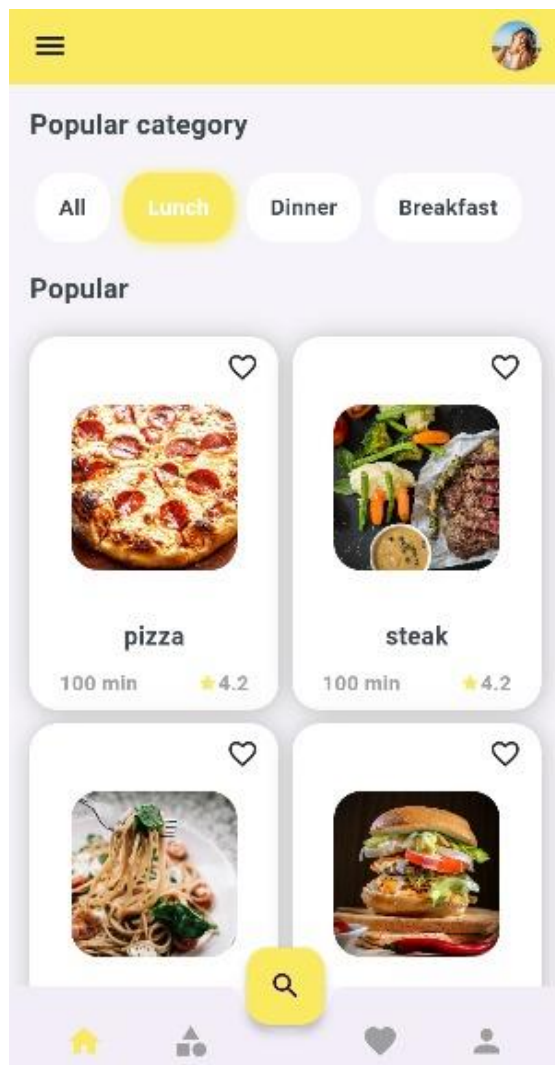 Popular category
All Lunch Dinner Breakfast
Popular
pizza steak
100 min 4.2 100 min 4.2